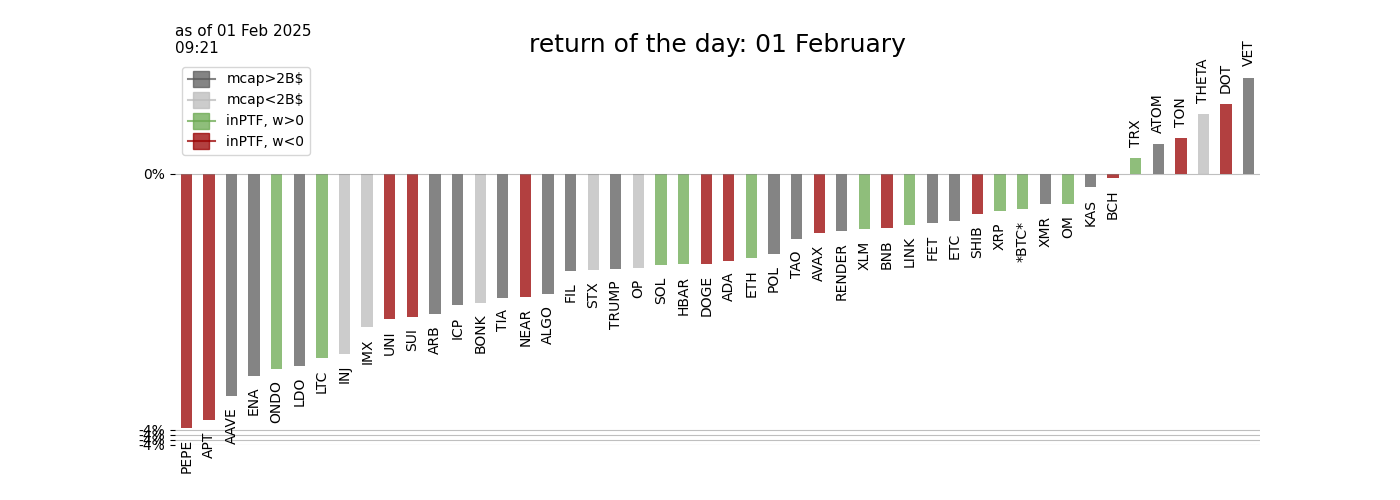 as of 01 Feb 2025
09:21
return of the day: 01 February
mcap>2B$
mcap<2B$
inPTF, w>0
inPTF, w<0
0%
-4%
-4%
-4%
-4%
PEPE
APT
AAVE
ENA
ONDO
LDO
LTC
INJ
IMX
UNI
SUI
ARB
ICP
BONK
TIA
NEAR
ALGO
FIL
STX
TRUMP
OP
SOL
HBAR
DOGE
ADA
ETH
POL
TAO
AVAX
RENDER
XLM
BNB
LINK
FET
ETC
SHIB
XRP
*BTC*
XMR
OM
KAS
BCH
TRX
ATOM
TON
THETA
DOT
VET